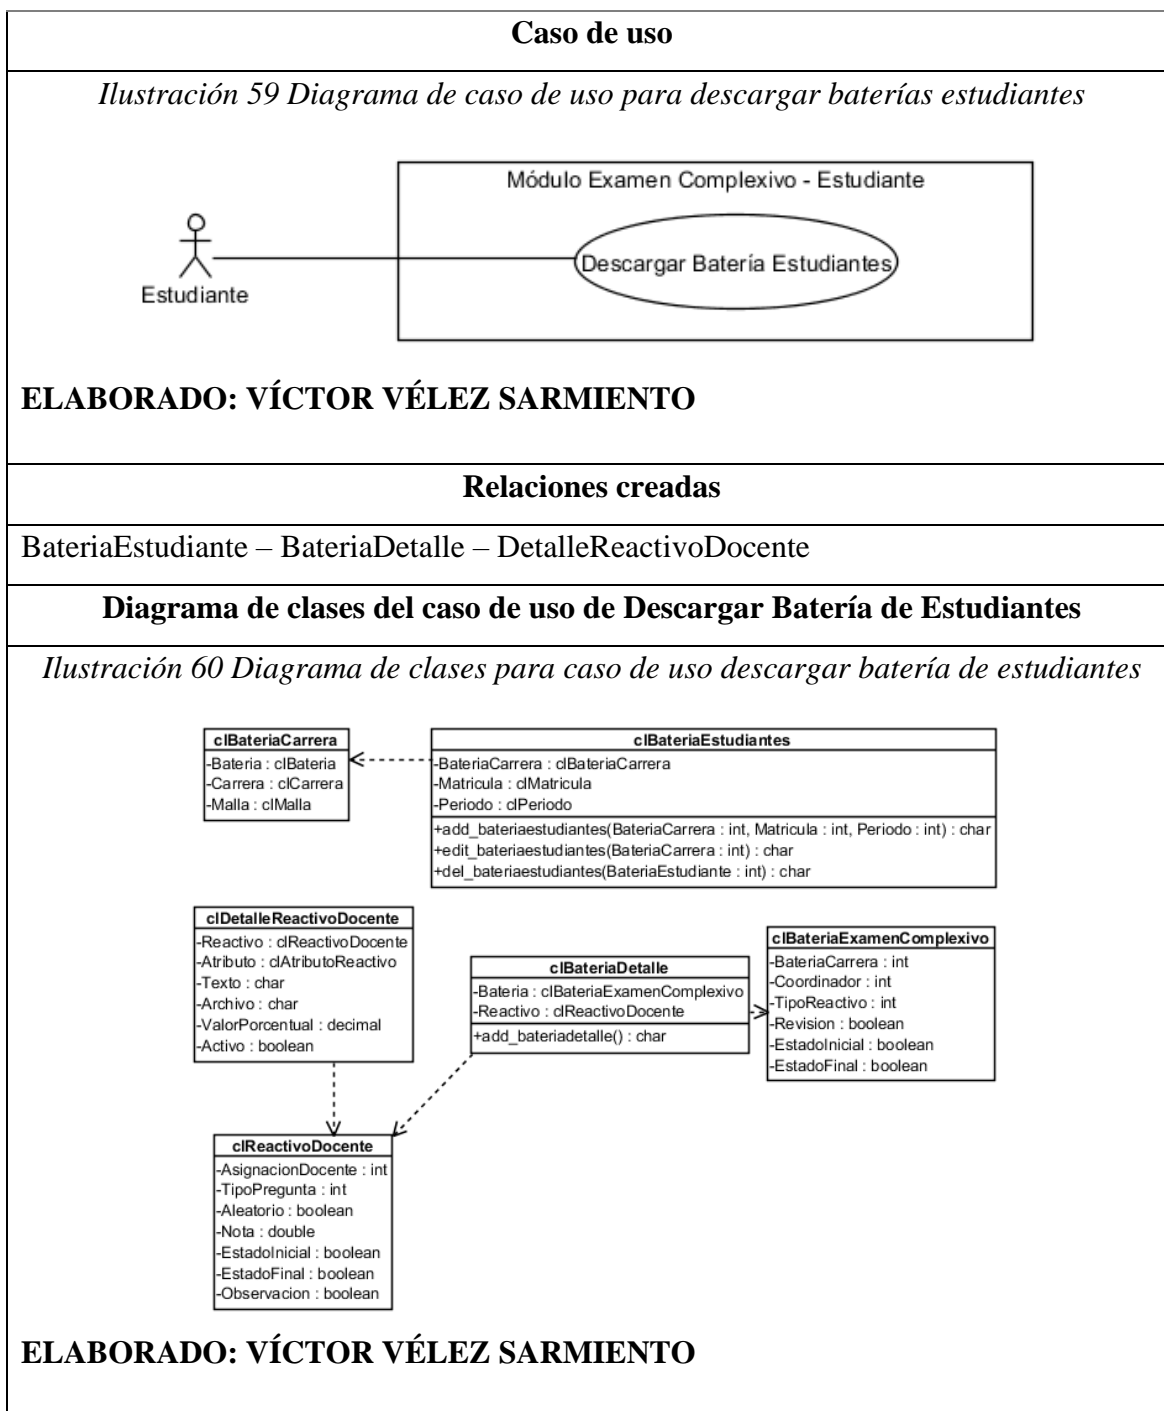 Caso de uso
Ilustración 59 Diagrama de caso de uso para descargar baterías estudiantes
Módulo Examen Complexivo - Estudiante
Descargar Batería Estudiantes
Estudiante
ELABORADO: VÍCTOR VÉLEZ SARMIENTO
Relaciones creadas
BateriaEstudiante – BateriaDetalle – DetalleReactivoDocente
Diagrama de clases del caso de uso de Descargar Batería de Estudiantes
Ilustración 60 Diagrama de clases para caso de uso descargar batería de estudiantes
clBateriaCarrera
-Bateria : clBateria
-Carrera : clCarrera
-Malla : clMalla
clBateriaEstudiantes
-BateriaCarrera : clBateriaCarrera
-Matricula : clMatricula
-Periodo : clPeriodo
+add_bateriaestudiantes(BateriaCarrera : int, Matricula : int, Periodo : int) : char
+edit_bateriaestudiantes(BateriaCarrera : int) : char
+del_bateriaestudiantes(BateriaEstudiante : int) : char
clDetalleReactivoDocente
-Reactivo : clReactivoDocente
-Atributo : clAtributoReactivo
-Texto : char
-Archivo : char
-ValorPorcentual : decimal
-Activo : boolean
clBateriaDetalle
-Bateria : clBateriaExamenComplexivo
-Reactivo : clReactivoDocente
+add_bateriadetalle() : char
clBateriaExamenComplexivo
-BateriaCarrera : int
-Coordinador : int
-TipoReactivo : int
-Revision : boolean
-EstadoInicial : boolean
-EstadoFinal : boolean
clReactivoDocente
-AsignacionDocente : int
-TipoPregunta : int
-Aleatorio : boolean
-Nota : double
-EstadoInicial : boolean
-EstadoFinal : boolean
-Observacion : boolean
ELABORADO: VÍCTOR VÉLEZ SARMIENTO